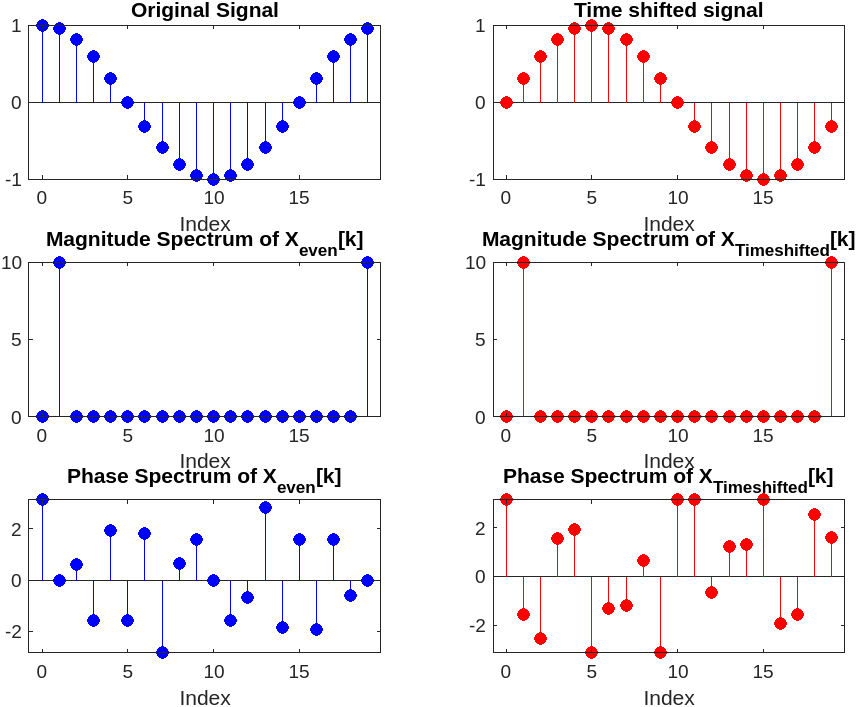 Original Signal
1
0
-1
0 5 10 15
Index
Time shifted signal
1
0
-1
0 5 10 15
Index
Magnitude Spectrum of Xeven[k]
10
5
0
0 5 10 15
Index
Magnitude Spectrum of XTimeshifted[k]
10
5
0
0 5 10 15
Index
Phase Spectrum of Xeven[k]
2
0
-2
0 5 10 15
Index
Phase Spectrum of XTimeshifted[k]
2
0
-2
0 5 10 15
Index